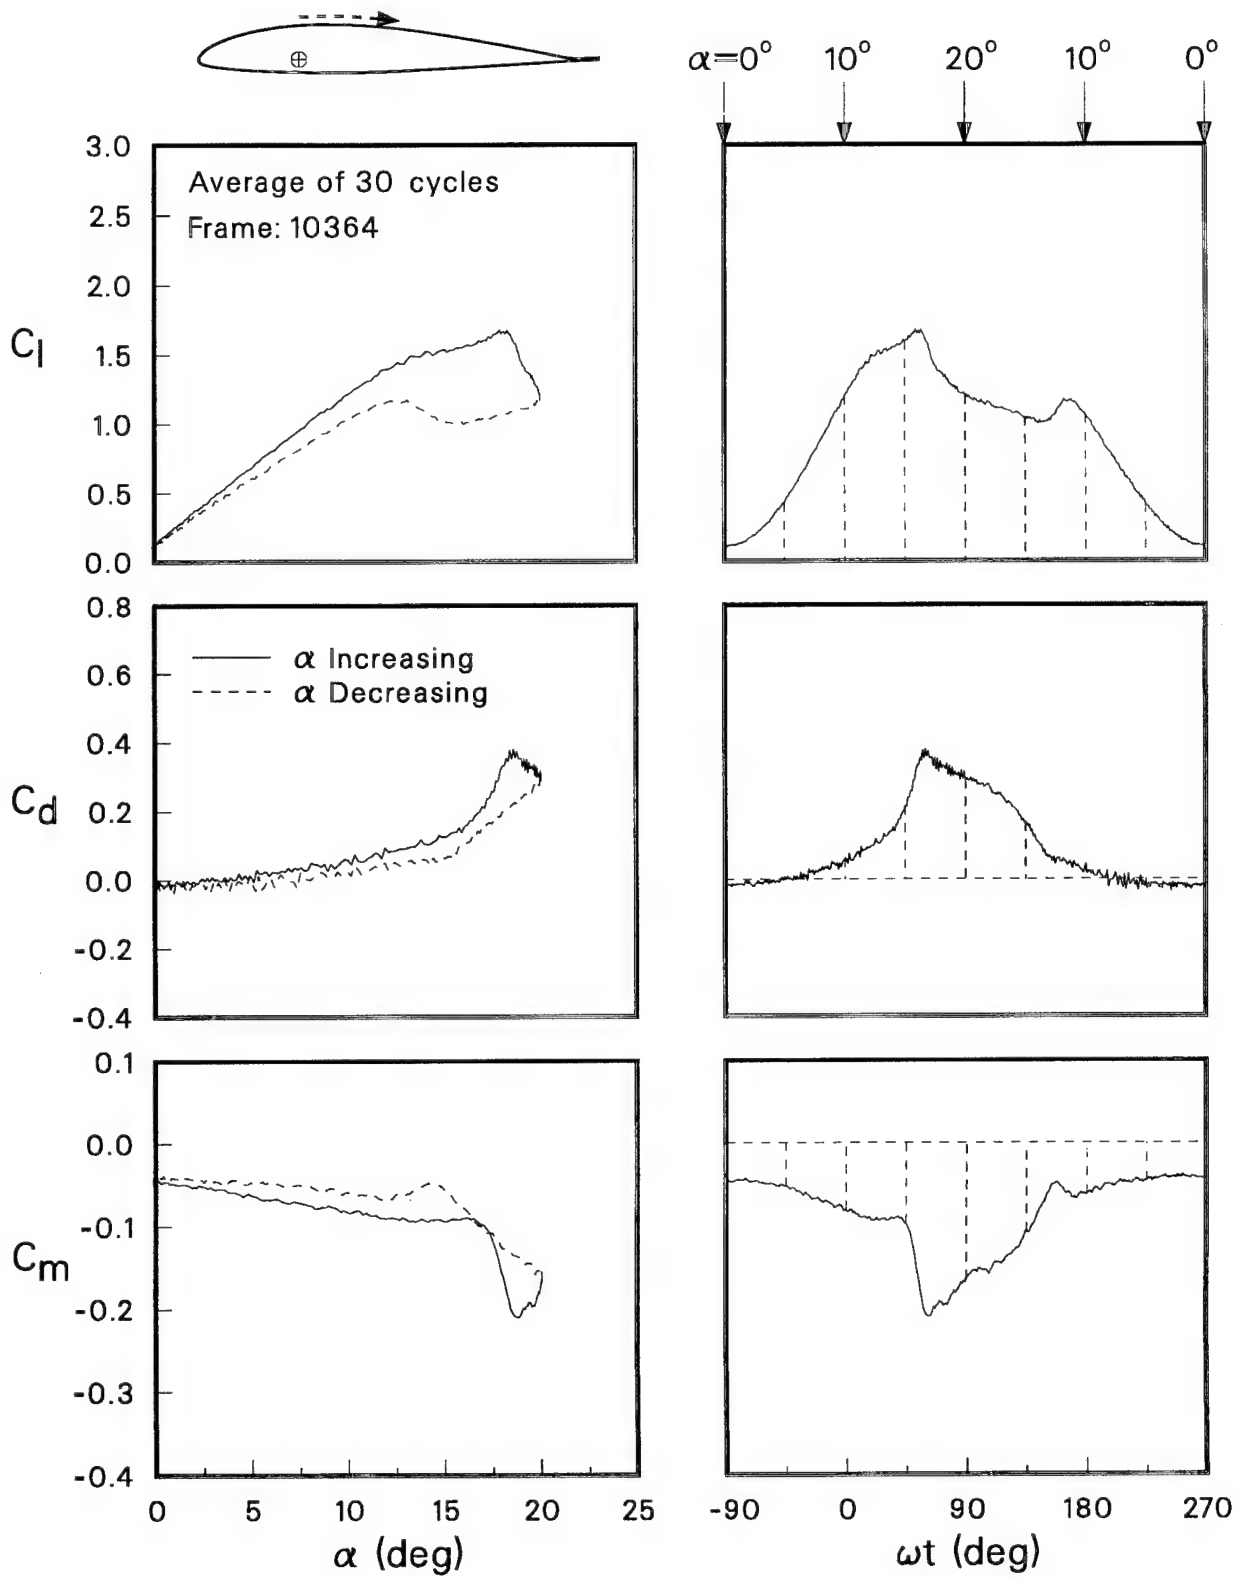 α=0° 10° 20° 10° 0°
3.0
Average of 30 cycles
2.5
Frame: 10364
2.0
Cl
1.5
1.0
0.5
0.0
0.8
0.6
α Increasing
α Decreasing
0.4
Cd
0.2
0.0
-0.2
-0.4
0.1
0.0
-0.1
Cm
-0.2
-0.3
-0.4
0 5 10 15 20 25
α (deg)
-90 0 90 180 270
ωt (deg)